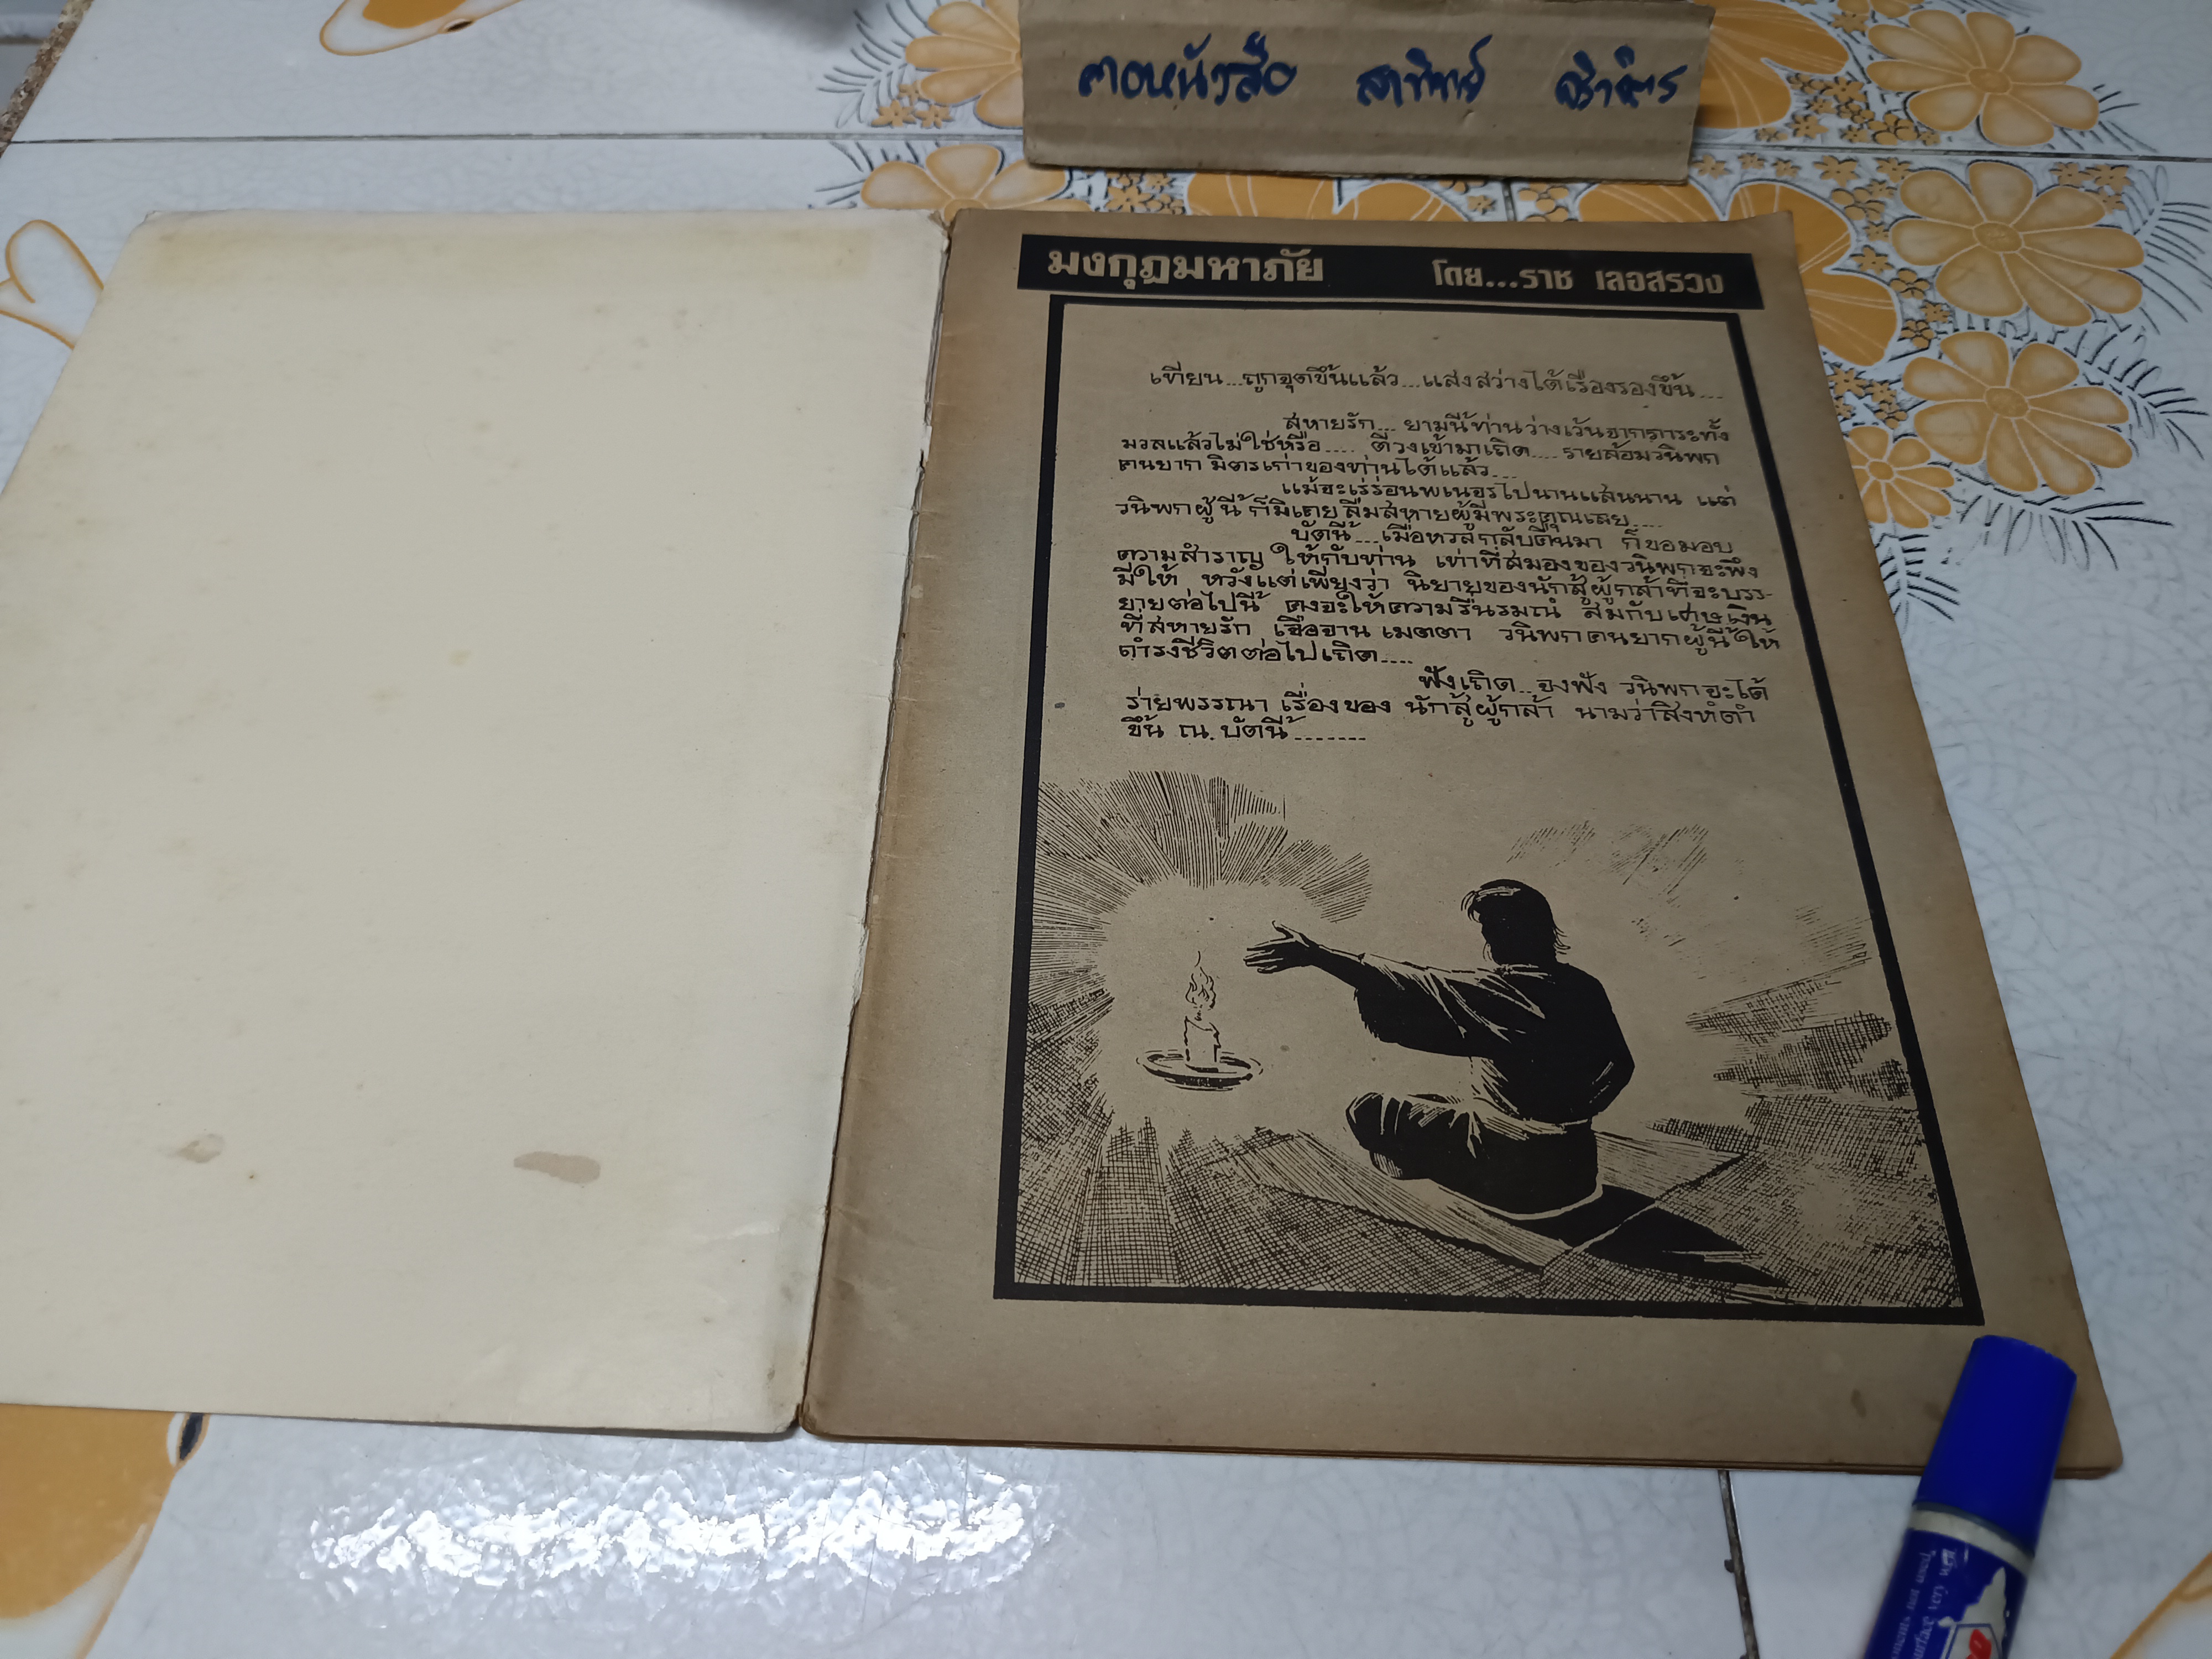 คอหนังสือ
มงกุฎมหาภัย โดย...ราช เลอสรวง
เทียน...ถูกจุดขึ้นแล้ว...แสงสว่างได้เรืองรองขึ้น....
สหายรัก... ยามนี้ท่านว่างเว้นจากภาระทั้ง
มวลแล้วไม่ใช่หรือ..... ตีวงเข้ามาเถิด.... รายล้อมวนิพก
คนยาก มิตรเก่าของท่านได้แล้ว...
แม้จะเร่ร่อนพเนจรไปนานแสนนาน แต่
วนิพกผู้นี้ ก็มิเคย ลืมสหายผู้มีพระคุณเลย....
บัดนี้....เมื่อหวลกลับคืนมา ก็ขอมอบ
ความสำราญ ให้กับท่าน เท่าที่สมองของวนิพกจะพึง
มีให้ หวังแต่เพียงว่า นิยายของนักสู้ผู้กล้าที่จะบรร-
ยายต่อไปนี้ คงจะให้ความรื่นรมณ์ สมกับเศษเงิน
ที่สหายรัก เจือจาน เมตตา วนิพกคนยากผู้นี้ ให้
ดำรงชีวิตต่อไปเถิด....
ฟังเถิด...จงฟัง วนิพกจะได้
ร่ายพรรณา เรื่องของ นักสู้ผู้กล้า นามว่าสิงห์ดำ
ขึ้น ณ. บัดนี้.......